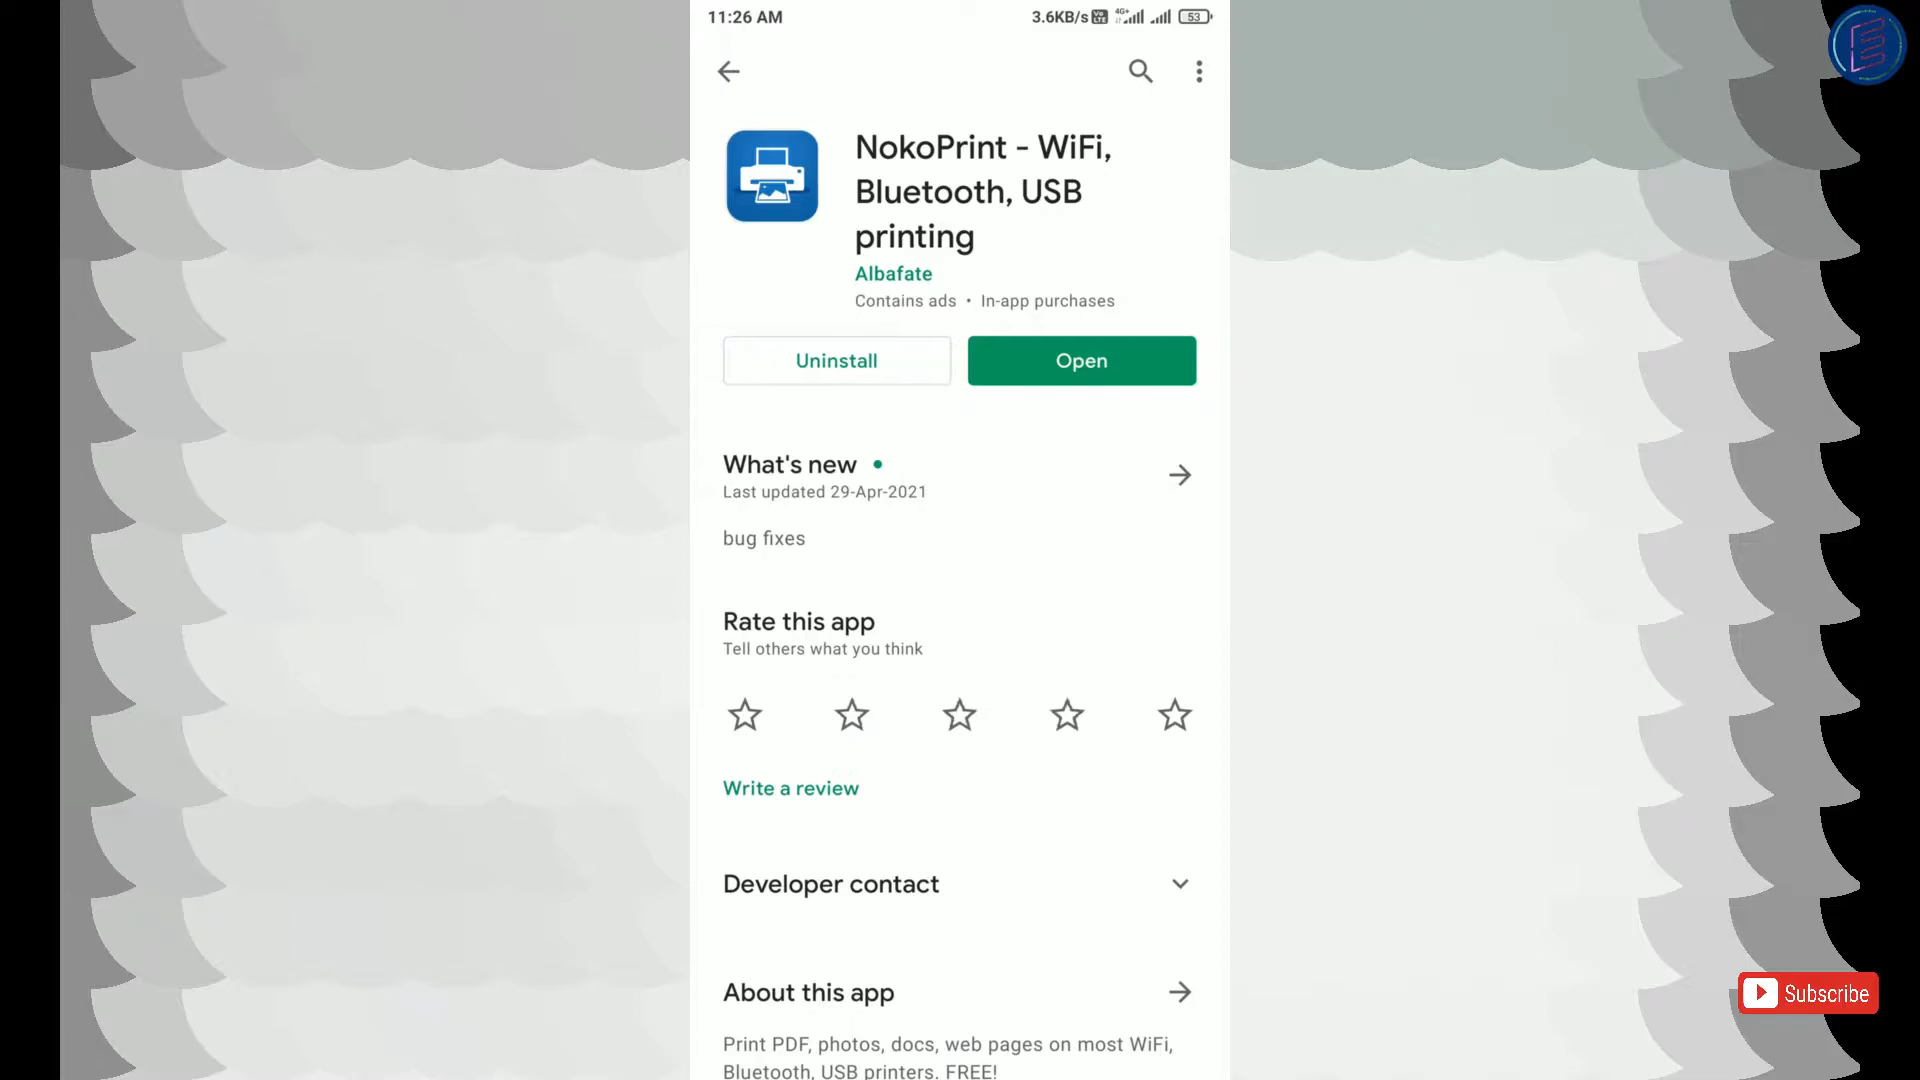 11:26 AM
3.6KB/s Vo LTE 4G+ 53
NokoPrint - WiFi,
Bluetooth, USB
printing
Albafate
Contains ads • In-app purchases
Uninstall
Open
What's new •
Last updated 29-Apr-2021
bug fixes
Rate this app
Tell others what you think
Write a review
Developer contact
About this app
Print PDF, photos, docs, web pages on most WiFi,
Bluetooth, USB printers. FREE!
Subscribe